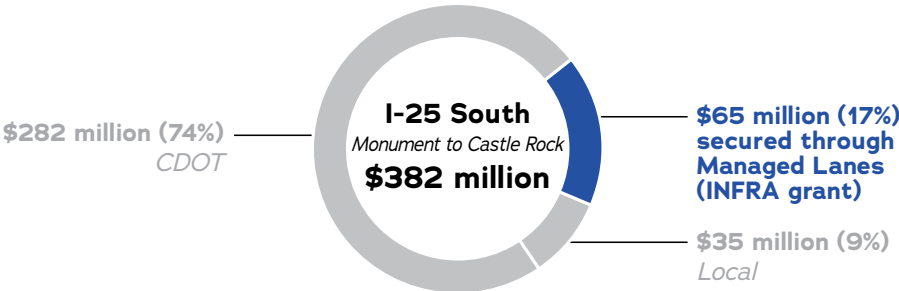 I-25 South
Monument to Castle Rock
$382 million
$282 million (74%)
CDOT
$65 million (17%)
secured through
Managed Lanes
(INFRA grant)
$35 million (9%)
Local